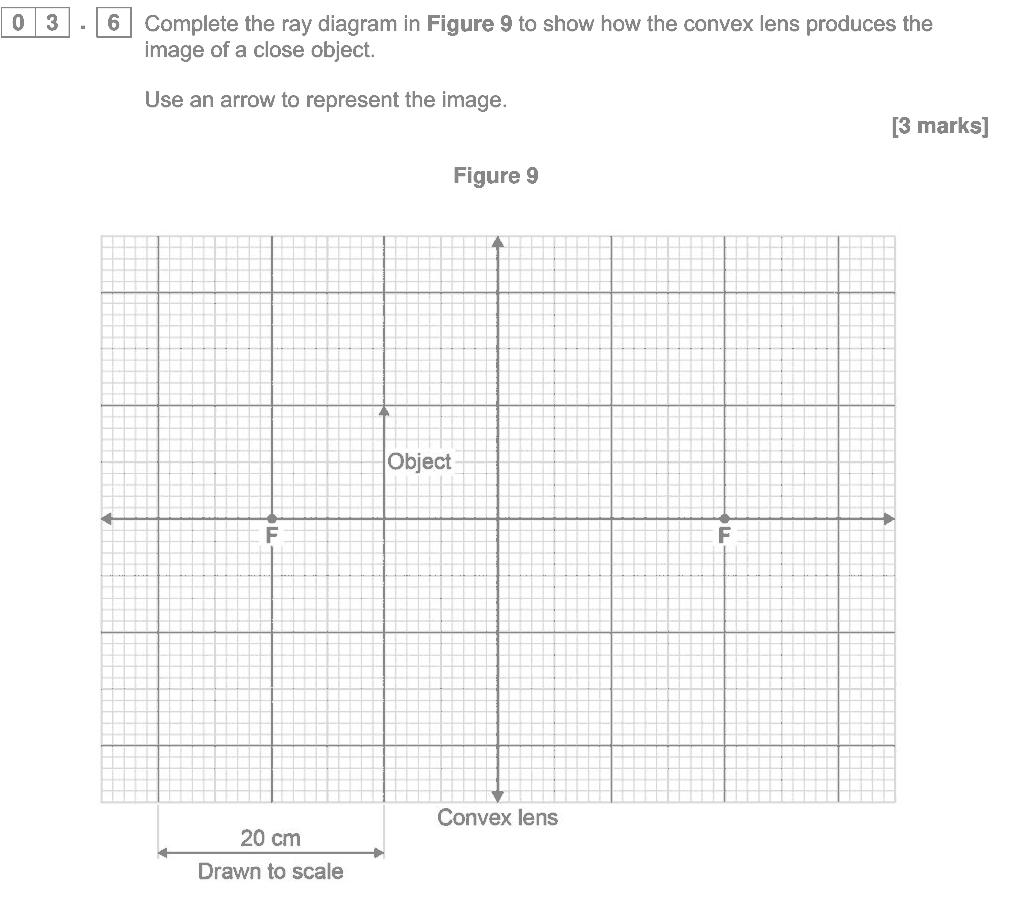 0 3 . 6 Complete the ray diagram in Figure 9 to show how the convex lens produces the
image of a close object.
Use an arrow to represent the image.
[3 marks]
Figure 9
Object
F
F
Convex lens
20 cm
Drawn to scale